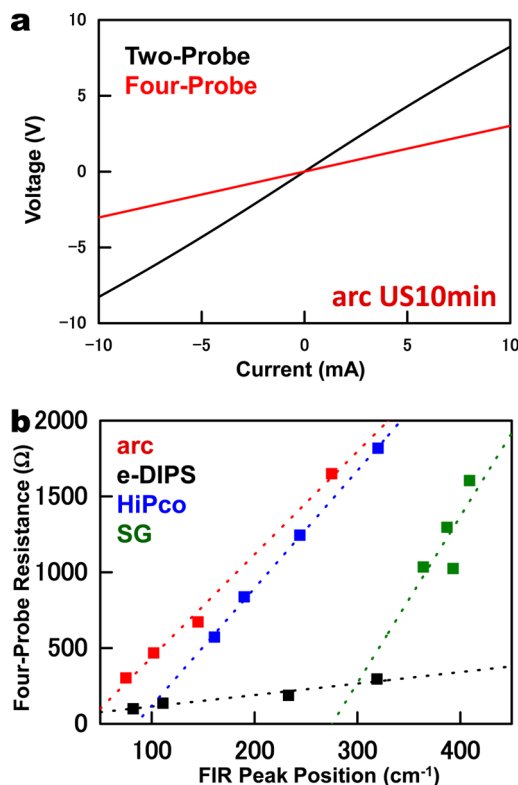 a
10
5
0
-5
-10
Voltage (V)
Two-Probe
Four-Probe
arc US10min
-10
-5
0
5
10
Current (mA)
b
2000
1500
1000
500
0
Four-Probe Resistance (Ω)
arc
e-DIPS
HiPco
SG
100
200
300
400
FIR Peak Position (cm⁻¹)